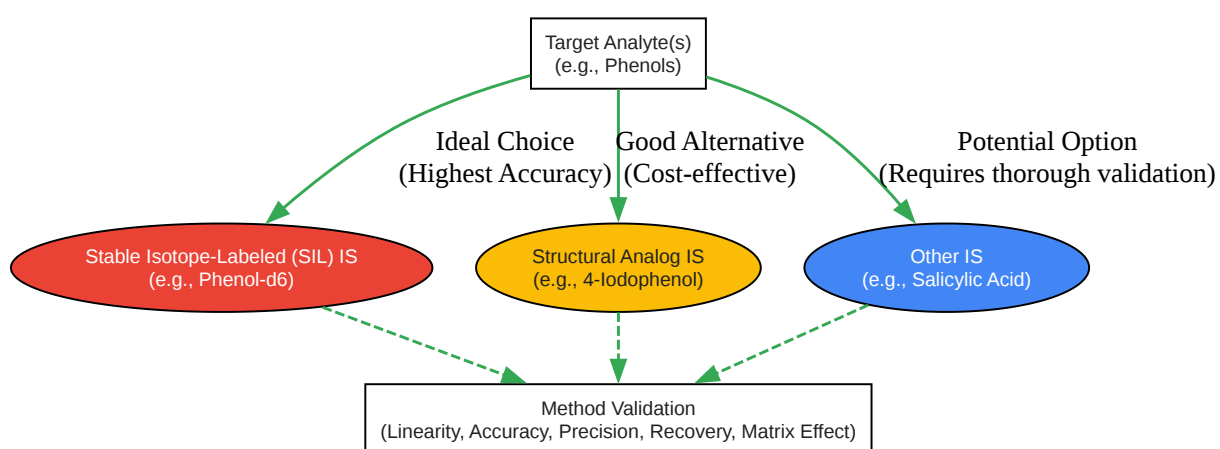 Target Analyte(s)
(e.g., Phenols)
Ideal Choice
(Highest Accuracy)
Good Alternative
(Cost-effective)
Potential Option
(Requires thorough validation)
Stable Isotope-Labeled (SIL) IS
(e.g., Phenol-d6)
Structural Analog IS
(e.g., 4-Iodophenol)
Other IS
(e.g., Salicylic Acid)
Method Validation
(Linearity, Accuracy, Precision, Recovery, Matrix Effect)